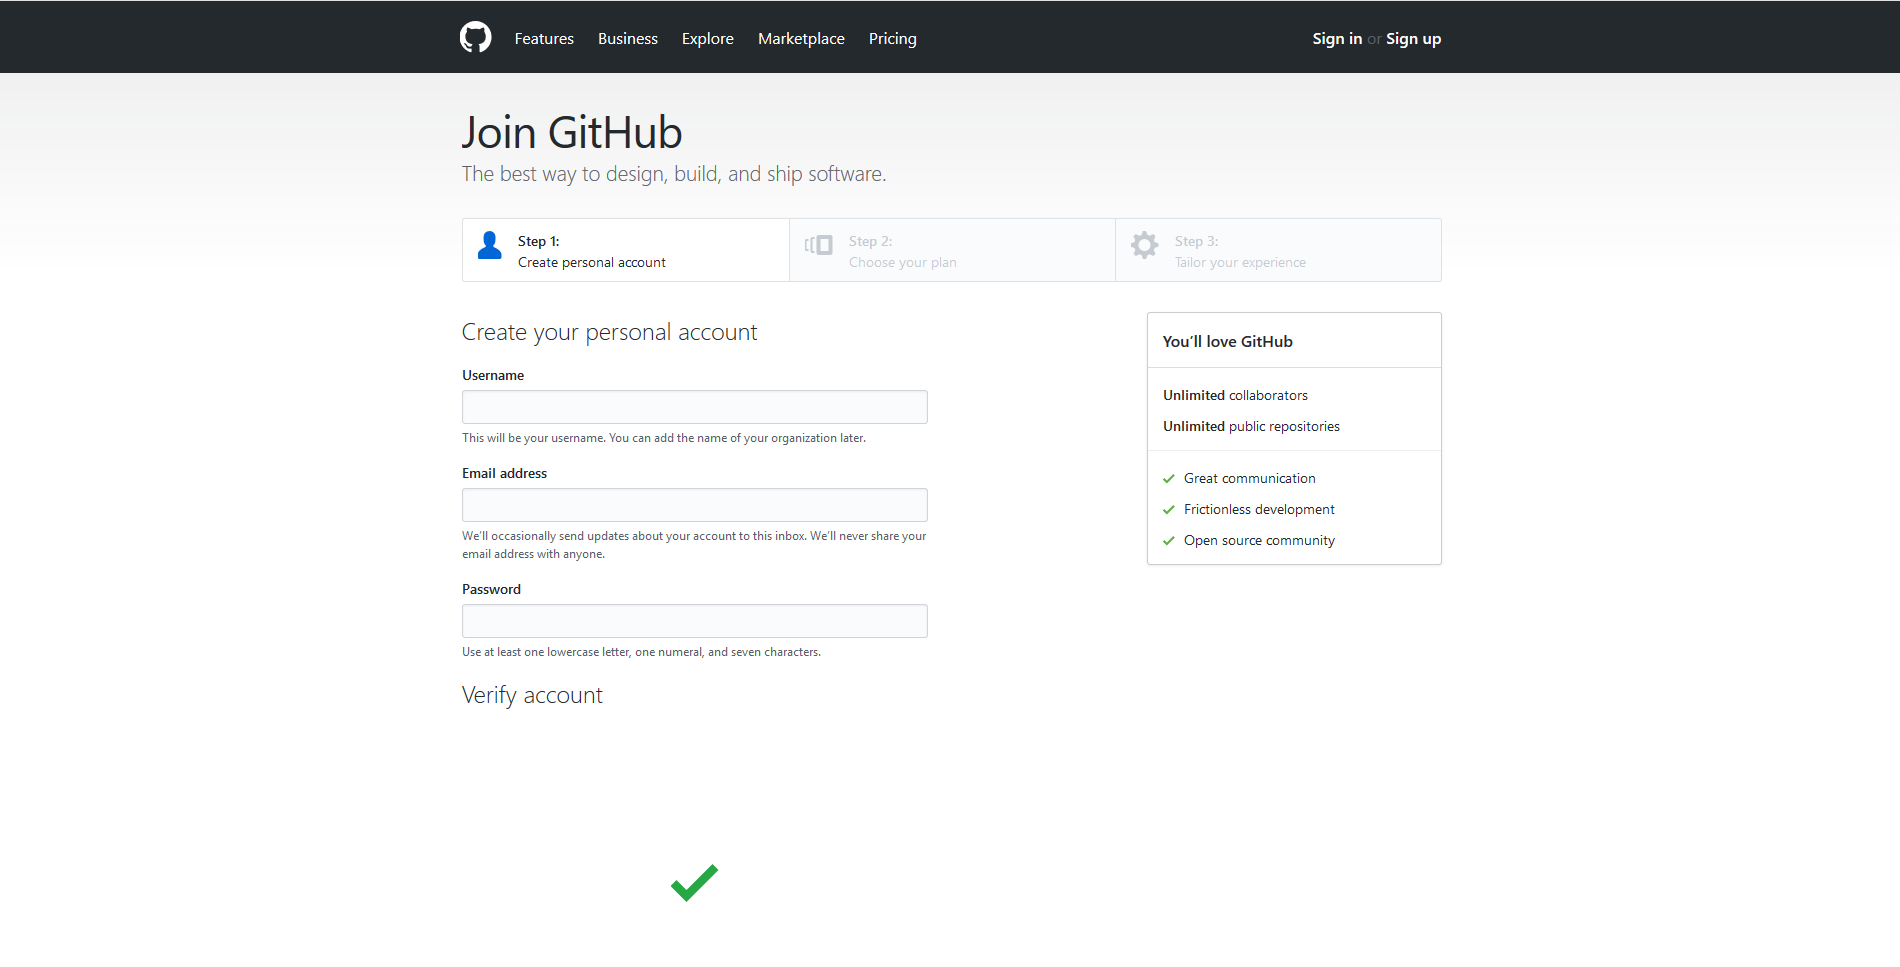 Features Business Explore Marketplace Pricing Sign in or Sign up
Join GitHub
The best way to design, build, and ship software.
Step 1:
Create personal account
Step 2:
Choose your plan
Step 3:
Tailor your experience
Create your personal account
Username
This will be your username. You can add the name of your organization later.
Email address
We’ll occasionally send updates about your account to this inbox. We’ll never share your
email address with anyone.
Password
Use at least one lowercase letter, one numeral, and seven characters.
Verify account
You’ll love GitHub
Unlimited collaborators
Unlimited public repositories
Great communication
Frictionless development
Open source community